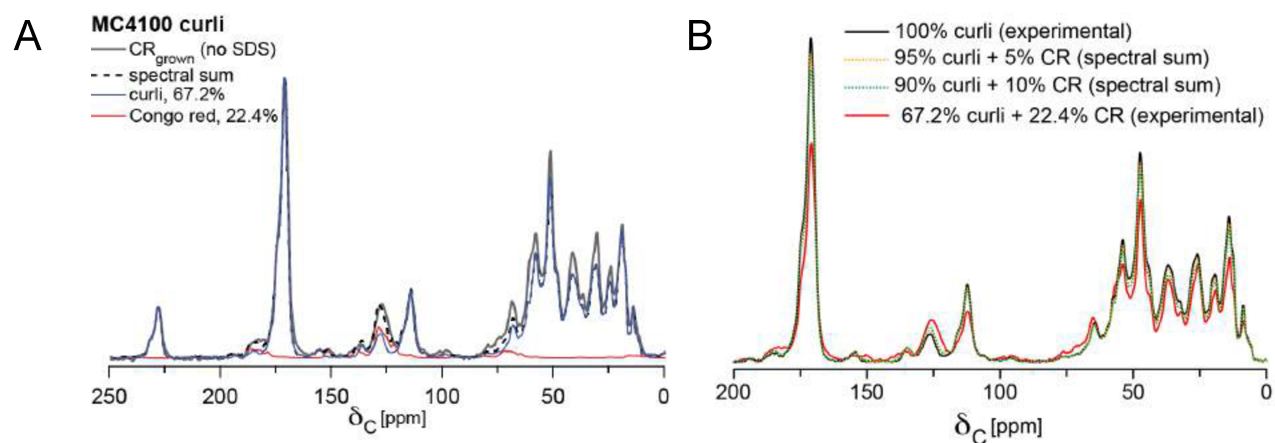 A
MC4100 curli
CRgrown (no SDS)
spectral sum
curli, 67.2%
Congo red, 22.4%
250 200 150 100 50 0
δC [ppm]
B
100% curli (experimental)
95% curli + 5% CR (spectral sum)
90% curli + 10% CR (spectral sum)
67.2% curli + 22.4% CR (experimental)
200 150 100 50 0
δC [ppm]